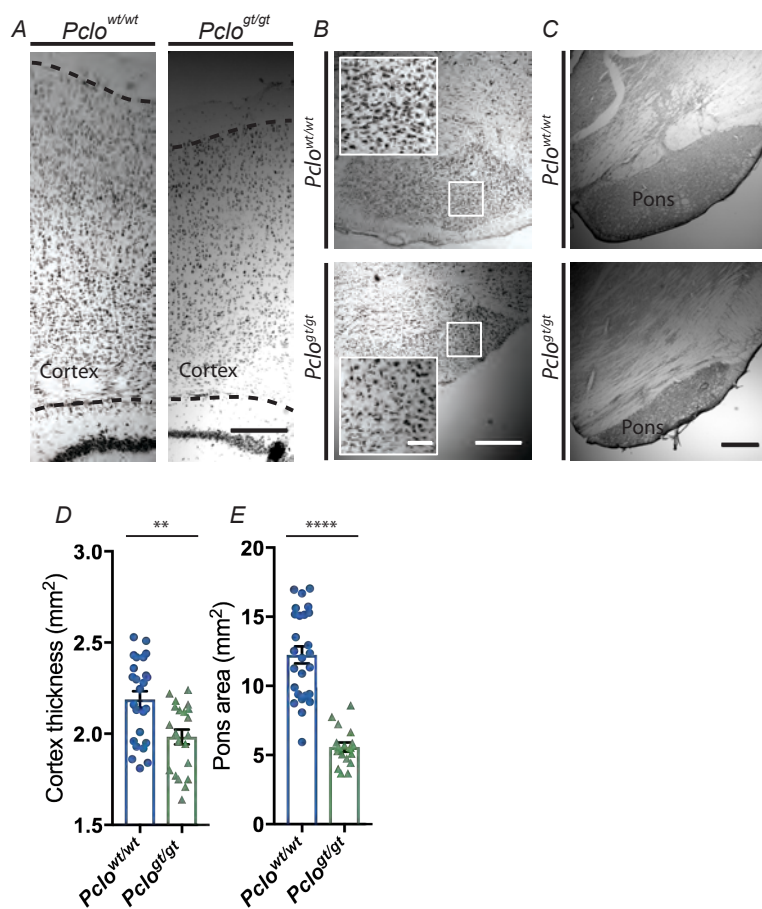 A
Pclo^wt/wt
Pclo^gt/gt
Cortex
Cortex
B
Pclo^wt/wt
Pclo^gt/gt
C
Pclo^wt/wt
Pons
Pclo^gt/gt
Pons
D
**
Cortex thickness (mm²)
3.0
2.5
2.0
1.5
Pclo^wt/wt
Pclo^gt/gt
E
****
Pons area (mm²)
20
15
10
5
0
Pclo^wt/wt
Pclo^gt/gt